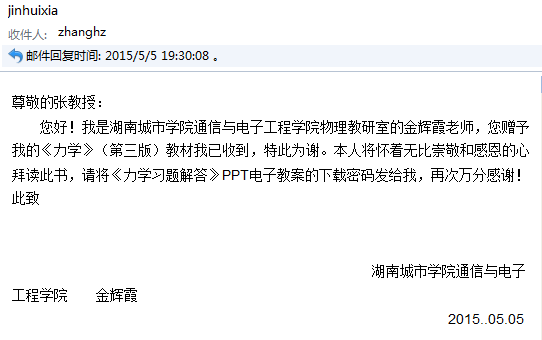 jinhuixia
收件人: zhanghz
邮件回复时间: 2015/5/5 19:30:08 。
尊敬的张教授：
您好！我是湖南城市学院通信与电子工程学院物理教研室的金辉霞老师，您赠予
我的《力学》（第三版）教材我已收到，特此为谢。本人将怀着无比崇敬和感恩的心
拜读此书，请将《力学习题解答》PPT电子教案的下载密码发给我，再次万分感谢！
此致
湖南城市学院通信与电子
工程学院 金辉霞
2015..05.05